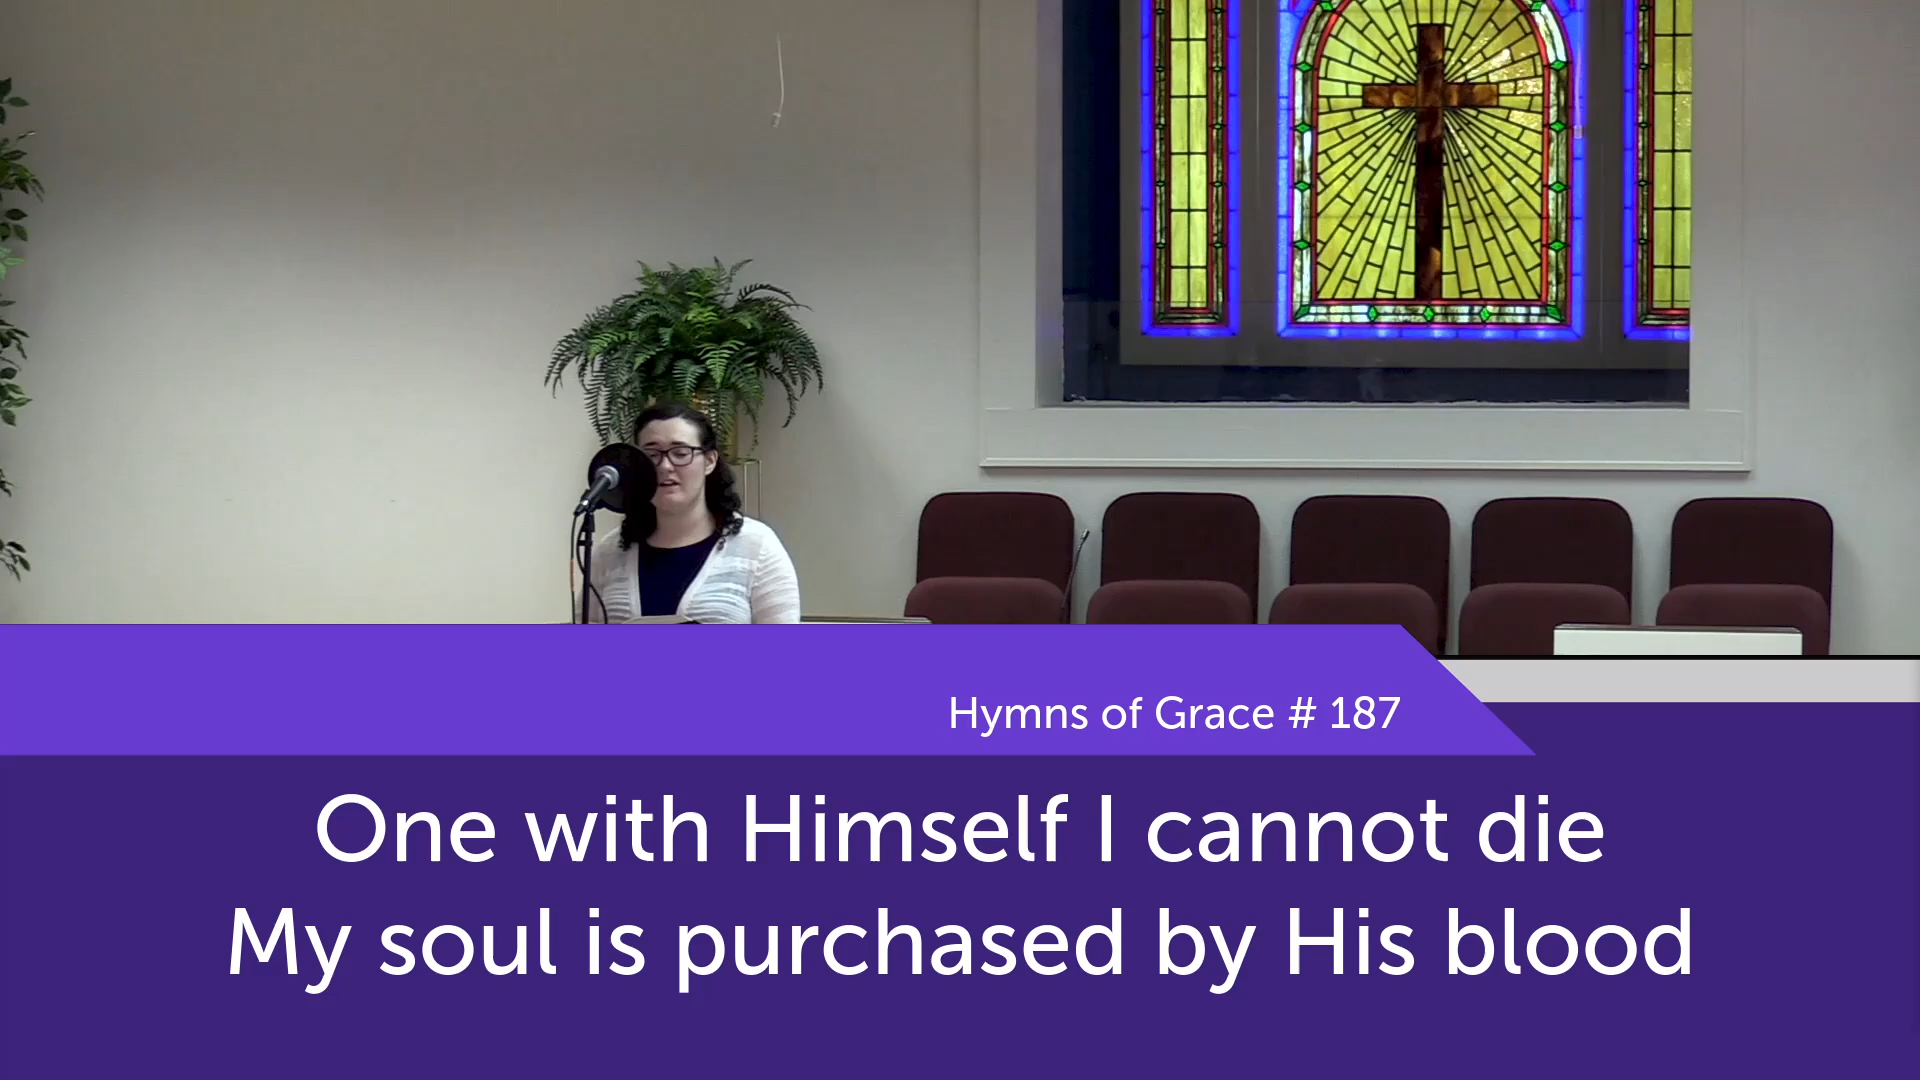 Hymns of Grace # 187
One with Himself I cannot die
My soul is purchased by His blood